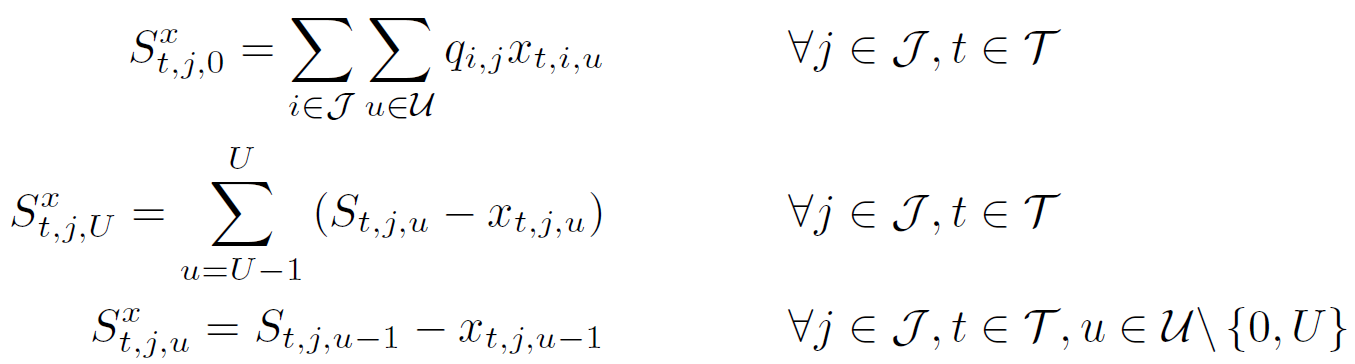 S^x_{t,j,0} = \sum_{i \in \mathcal{J}} \sum_{u \in \mathcal{U}} q_{i,j} x_{t,i,u} \qquad \forall j \in \mathcal{J}, t \in \mathcal{T}
S^x_{t,j,U} = \sum_{u=U-1}^{U} (S_{t,j,u} - x_{t,j,u}) \qquad \forall j \in \mathcal{J}, t \in \mathcal{T}
S^x_{t,j,u} = S_{t,j,u-1} - x_{t,j,u-1} \qquad \forall j \in \mathcal{J}, t \in \mathcal{T}, u \in \mathcal{U} \backslash \{0, U\}